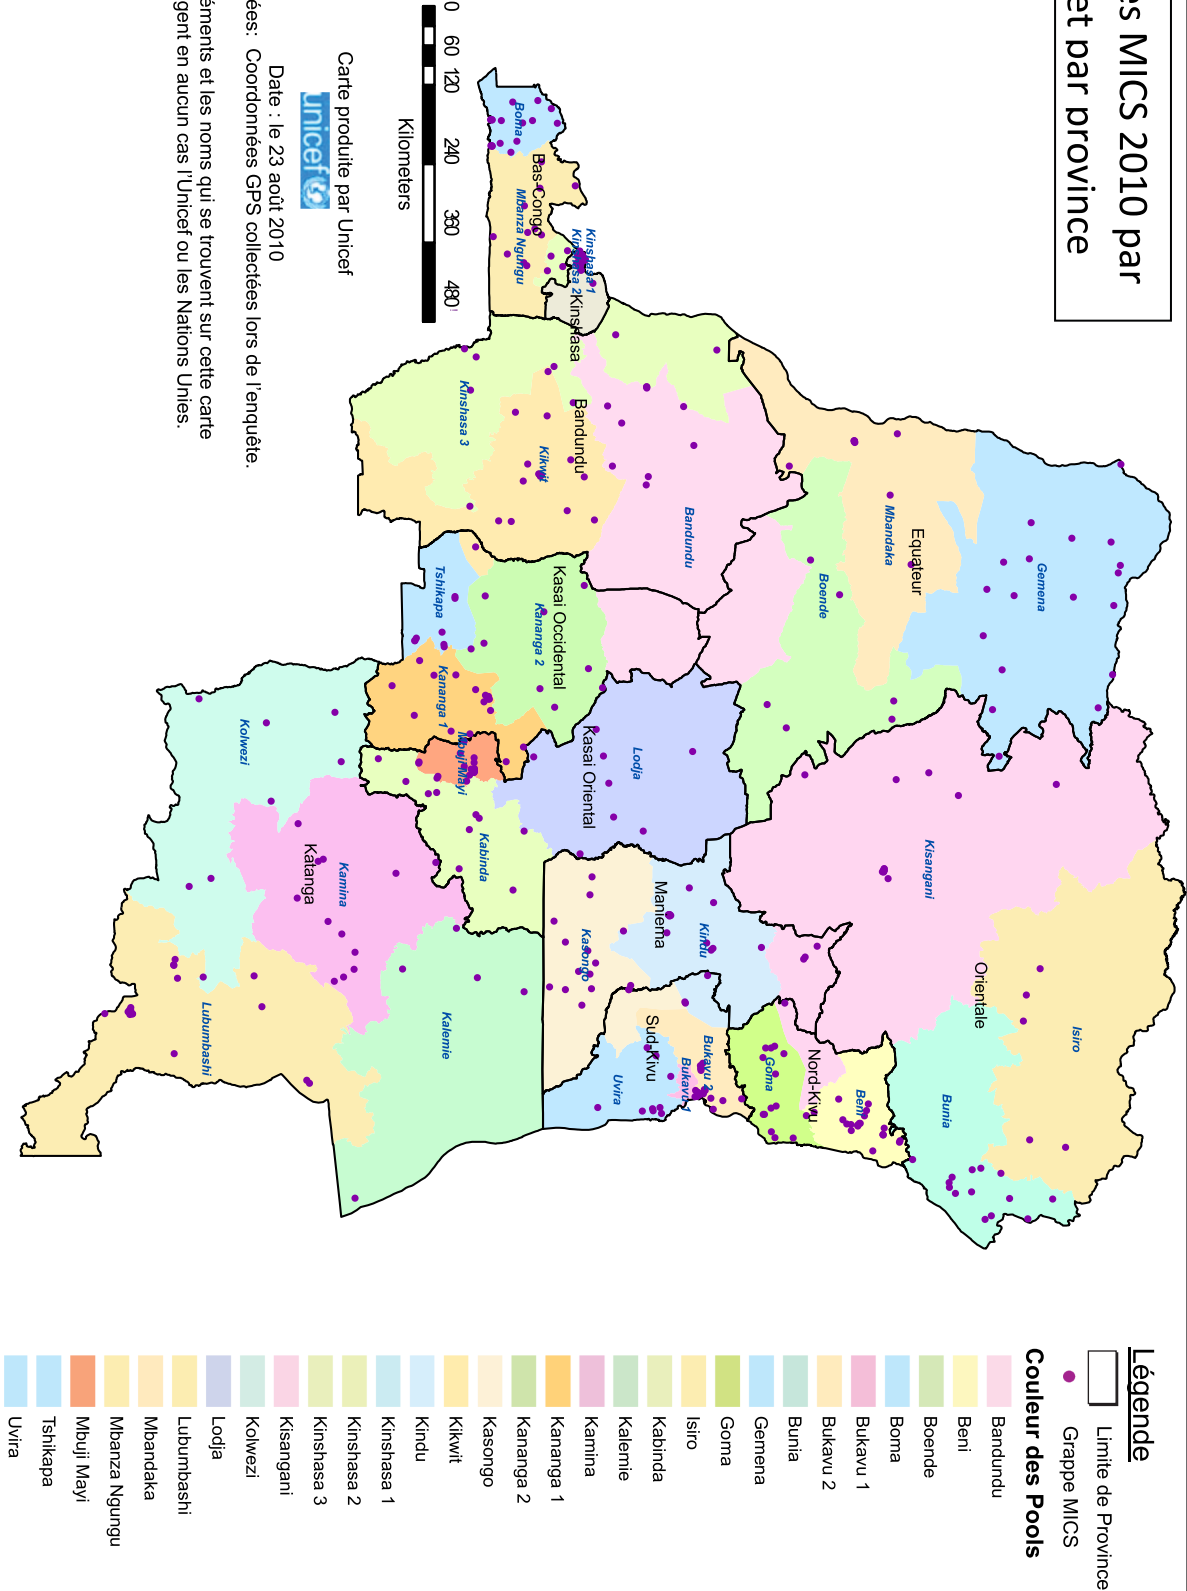 es MICS 2010 par
et par province
0 60 120 240 360 480
Kilometers
Carte produite par Unicef
unicef
Date : le 23 août 2010
ées: Coordonnées GPS collectées lors de l'enquête.
éments et les noms qui se trouvent sur cette carte
gent en aucun cas l'Unicef ou les Nations Unies.
Gemena
Equateur
Mbandaka
Boende
Bandundu
Bandundu
Kikwit
Kinshasa 3
Kinshasa 1
Kinshasa 2
Kinshasa
Boma
Bas-Congo
Mbanza Ngungu
Isiro
Orientale
Bunia
Kisangani
Beni
Nord-Kivu
Goma
Kindu
Maniema
Kasongo
Bukavu 2
Bukavu 1
Sud-Kivu
Uvira
Lodja
Kasai Oriental
Kasai Occidental
Kananga 2
Tshikapa
Kananga 1
Mbuji Mayi
Kabinda
Kalemie
Kamina
Katanga
Kolwezi
Lubumbashi
Légende
Limite de Province
Grappe MICS
Couleur des Pools
Bandundu
Beni
Boende
Boma
Bukavu 1
Bukavu 2
Bunia
Gemena
Goma
Isiro
Kabinda
Kalemie
Kamina
Kananga 1
Kananga 2
Kasongo
Kikwit
Kindu
Kinshasa 1
Kinshasa 2
Kinshasa 3
Kisangani
Kolwezi
Lodja
Lubumbashi
Mbandaka
Mbanza Ngungu
Mbuji Mayi
Tshikapa
Uvira